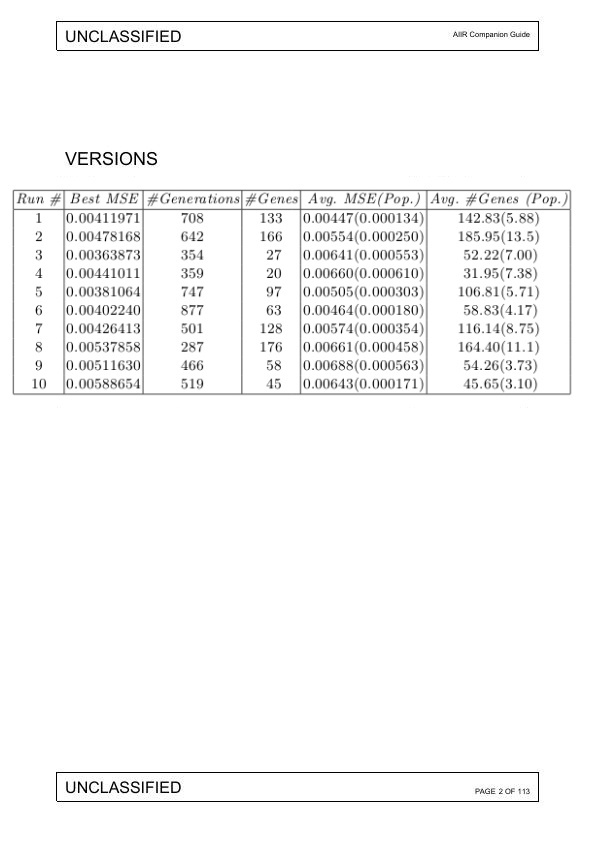 UNCLASSIFIED
AIIR Companion Guide
VERSIONS
Run # Best MSE #Generations #Genes Avg. MSE(Pop.) Avg. #Genes (Pop.)
1 0.00411971 708 133 0.00447(0.000134) 142.83(5.88)
2 0.00478168 642 166 0.00554(0.000250) 185.95(13.5)
3 0.00363873 354 27 0.00641(0.000553) 52.22(7.00)
4 0.00441011 359 20 0.00660(0.000610) 31.95(7.38)
5 0.00381064 747 97 0.00505(0.000303) 106.81(5.71)
6 0.00402240 877 63 0.00464(0.000180) 58.83(4.17)
7 0.00426413 501 128 0.00574(0.000354) 116.14(8.75)
8 0.00537858 287 176 0.00661(0.000458) 164.40(11.1)
9 0.00511630 466 58 0.00688(0.000563) 54.26(3.73)
10 0.00588654 519 45 0.00643(0.000171) 45.65(3.10)
UNCLASSIFIED
PAGE 2 OF 113